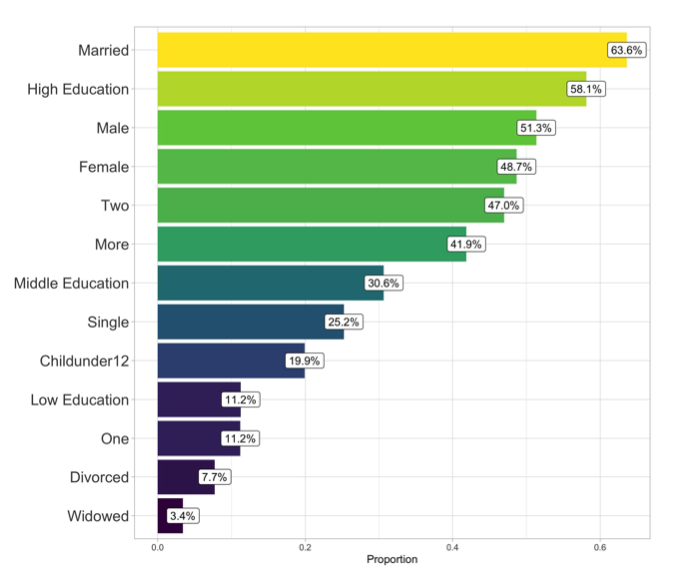 Married 63.6%
High Education 58.1%
Male 51.3%
Female 48.7%
Two 47.0%
More 41.9%
Middle Education 30.6%
Single 25.2%
Childunder12 19.9%
Low Education 11.2%
One 11.2%
Divorced 7.7%
Widowed 3.4%
0.0 0.2 0.4 0.6
Proportion